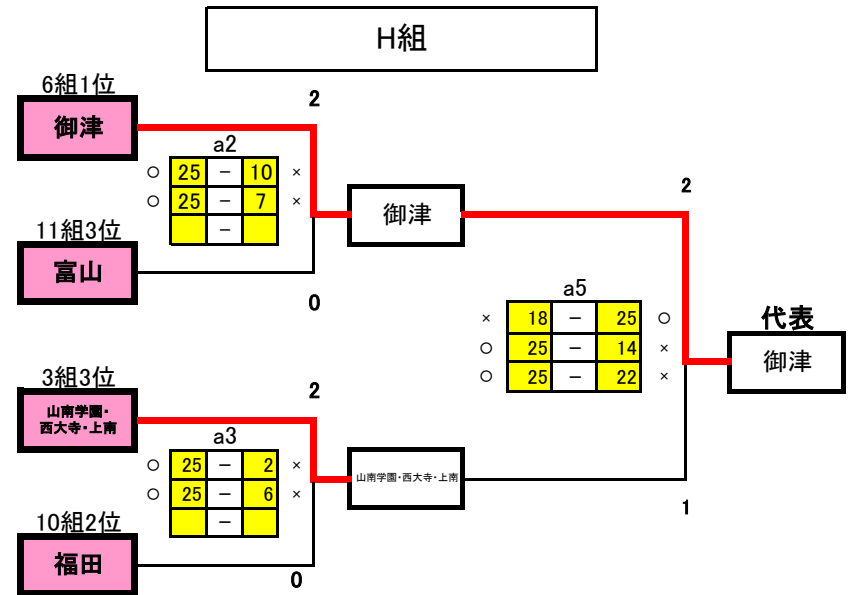 H組
6組1位
御津
2
a2
○ 25 － 10 ×
○ 25 － 7 ×
－
御津
11組3位
富山
0
2
a5
× 18 － 25 ○
○ 25 － 14 ×
○ 25 － 22 ×
代表
御津
3組3位
山南学園・
西大寺・上南
2
a3
○ 25 － 2 ×
○ 25 － 6 ×
－
山南学園・西大寺・上南
1
10組2位
福田
0